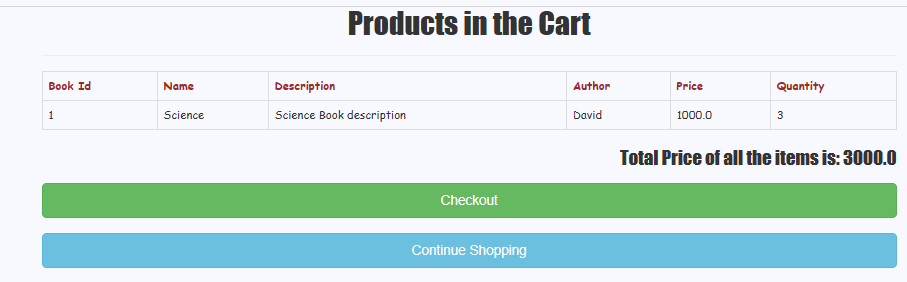 Products in the Cart
Book Id Name Description Author Price Quantity
1 Science Science Book description David 1000.0 3
Total Price of all the items is: 3000.0
Checkout
Continue Shopping